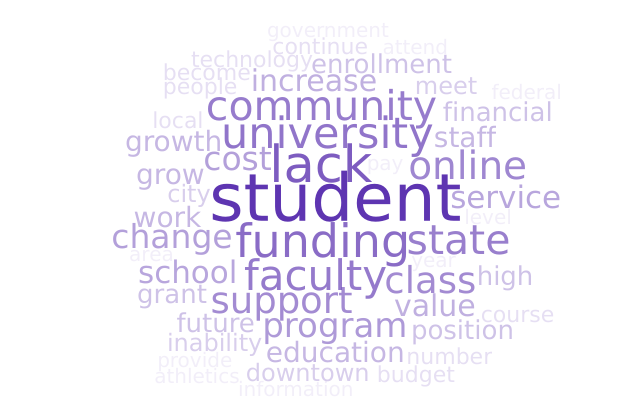 government
continue attend
technology enrollment
become increase meet
people federal
community financial
local university staff
growth cost lack pay online
grow student service
city level
work funding state
change year
area faculty class high
school support value course
grant program position
future
inability education number
provide downtown budget
athletics information